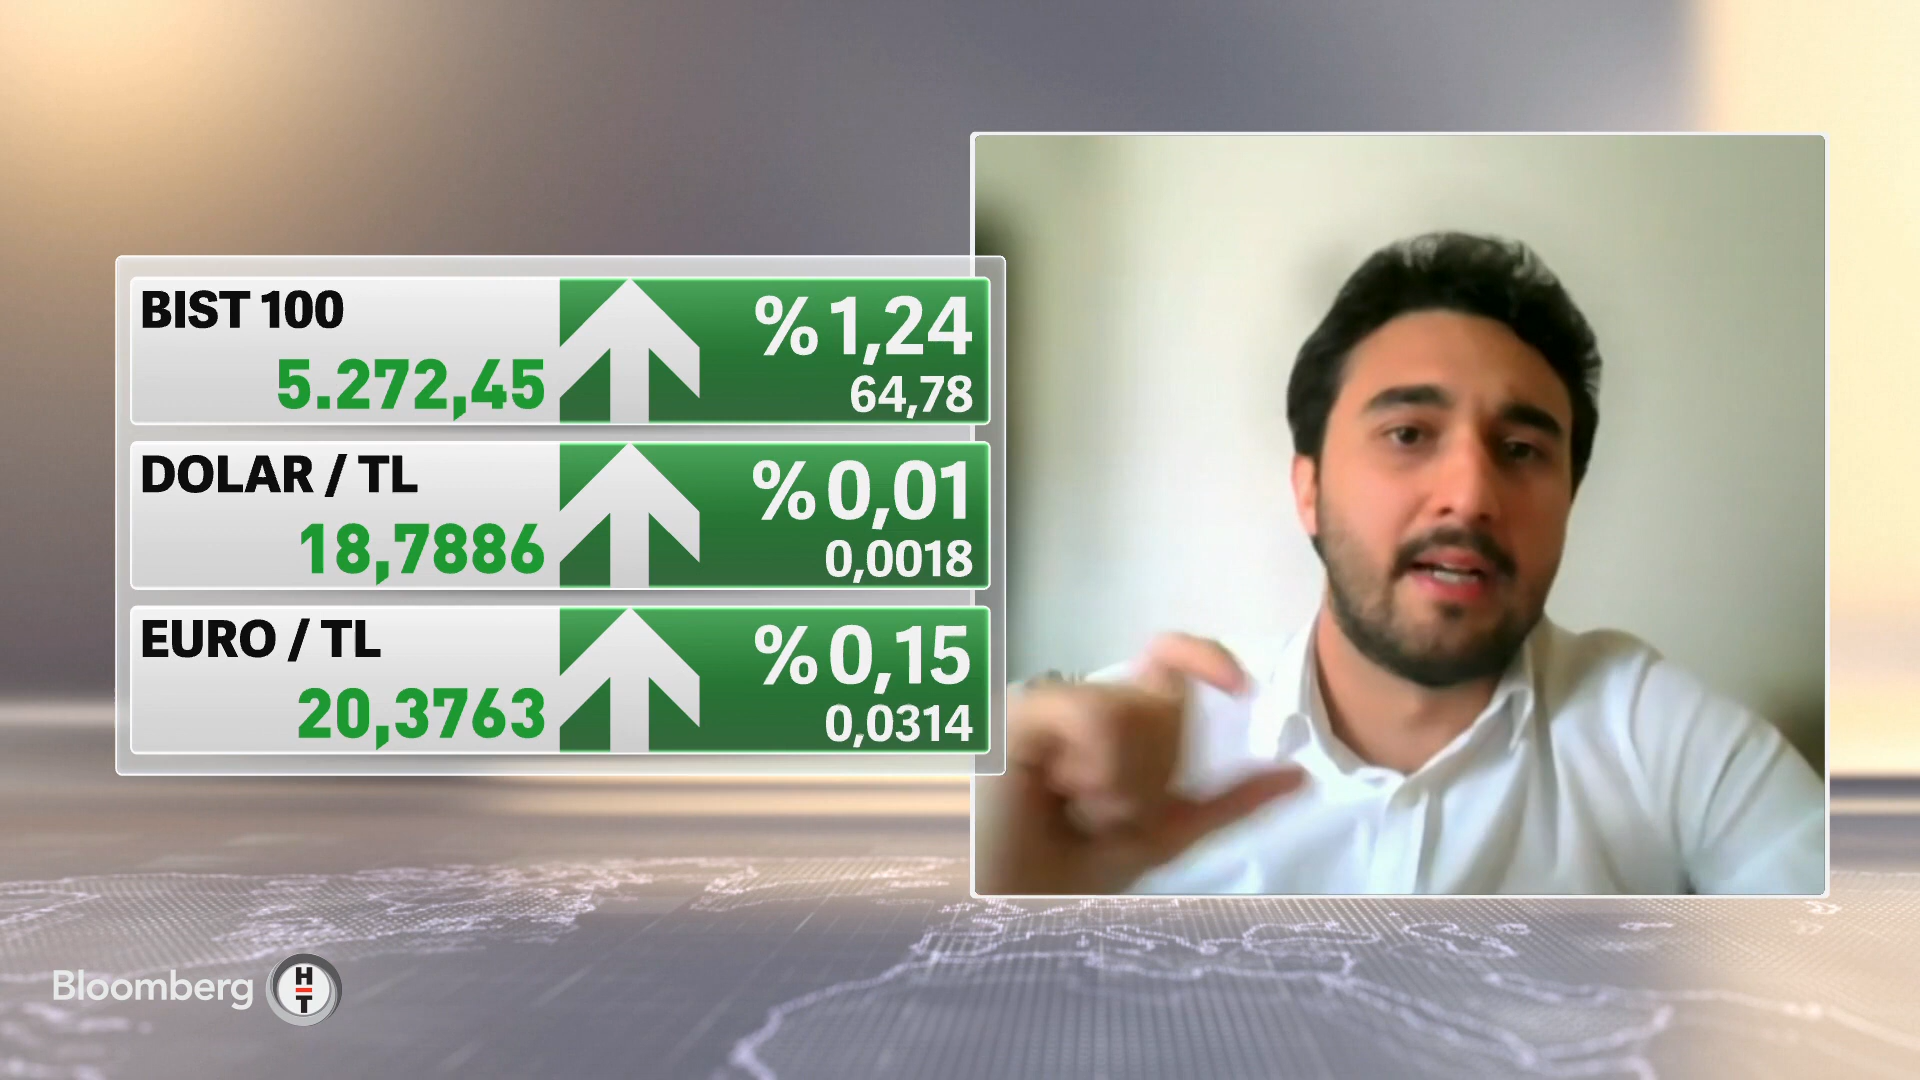 BIST 100
5.272,45
%1,24
64,78
DOLAR / TL
18,7886
%0,01
0,0018
EURO / TL
20,3763
%0,15
0,0314
Bloomberg HT